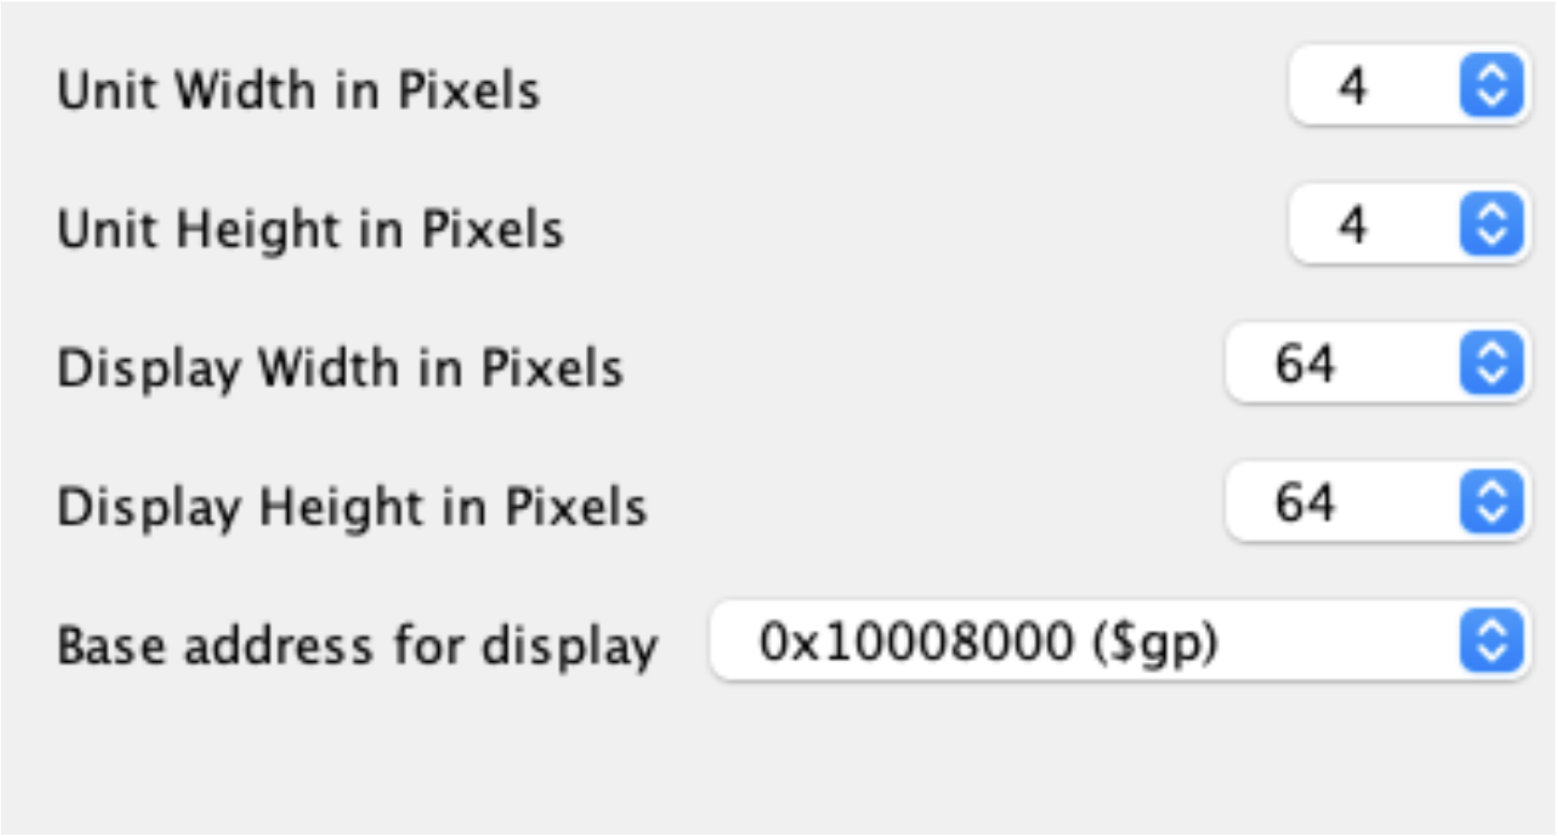 Unit Width in Pixels 4
Unit Height in Pixels 4
Display Width in Pixels 64
Display Height in Pixels 64
Base address for display 0x10008000 ($gp)